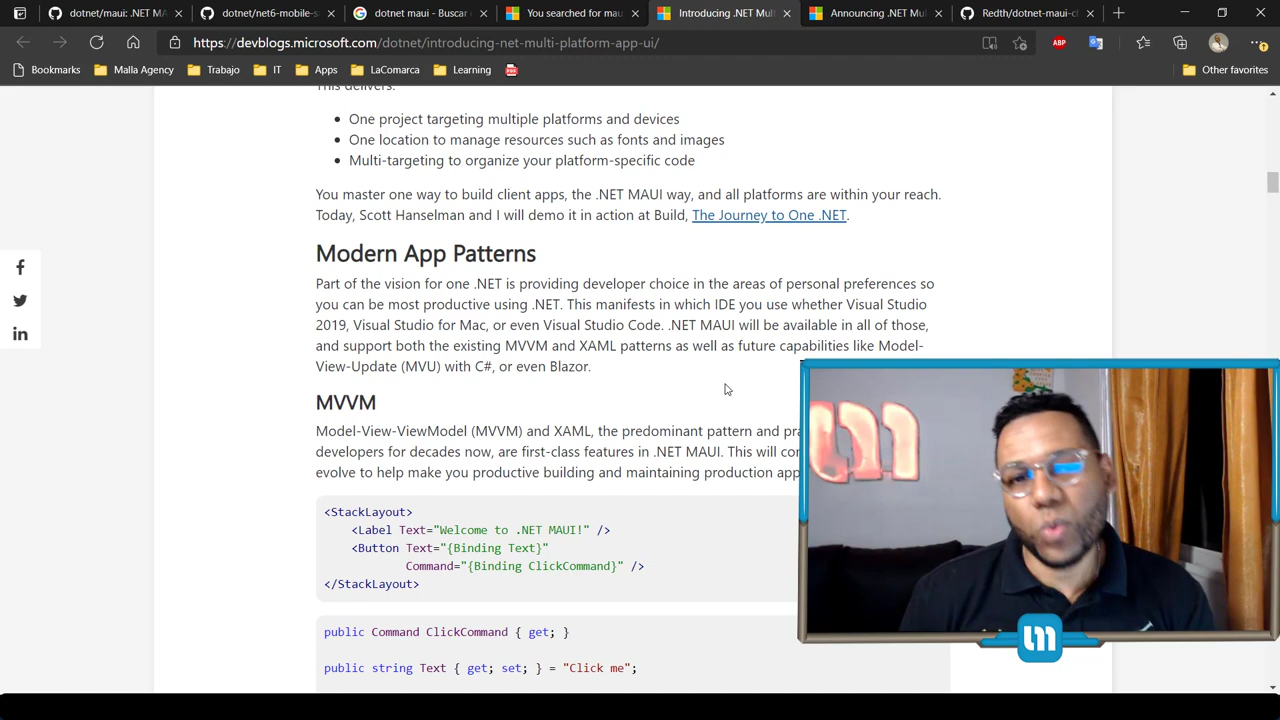 dotnet/maui: .NET MA
dotnet/net6-mobile-s
dotnet maui - Buscar
You searched for mau
Introducing .NET Mult
Announcing .NET Mu
Redth/dotnet-maui-c
https://devblogs.microsoft.com/dotnet/introducing-net-multi-platform-app-ui/
ABP
Bookmarks
Malla Agency
Trabajo
IT
Apps
LaComarca
Learning
Other favorites
This delivers:
• One project targeting multiple platforms and devices
• One location to manage resources such as fonts and images
• Multi-targeting to organize your platform-specific code
You master one way to build client apps, the .NET MAUI way, and all platforms are within your reach.
Today, Scott Hanselman and I will demo it in action at Build, The Journey to One .NET.
Modern App Patterns
Part of the vision for one .NET is providing developer choice in the areas of personal preferences so
you can be most productive using .NET. This manifests in which IDE you use whether Visual Studio
2019, Visual Studio for Mac, or even Visual Studio Code. .NET MAUI will be available in all of those,
and support both the existing MVVM and XAML patterns as well as future capabilities like Model-
View-Update (MVU) with C#, or even Blazor.
MVVM
Model-View-ViewModel (MVVM) and XAML, the predominant pattern and pra
developers for decades now, are first-class features in .NET MAUI. This will con
evolve to help make you productive building and maintaining production app
<StackLayout>
<Label Text="Welcome to .NET MAUI!" />
<Button Text="{Binding Text}"
Command="{Binding ClickCommand}" />
</StackLayout>
public Command ClickCommand { get; }
public string Text { get; set; } = "Click me";